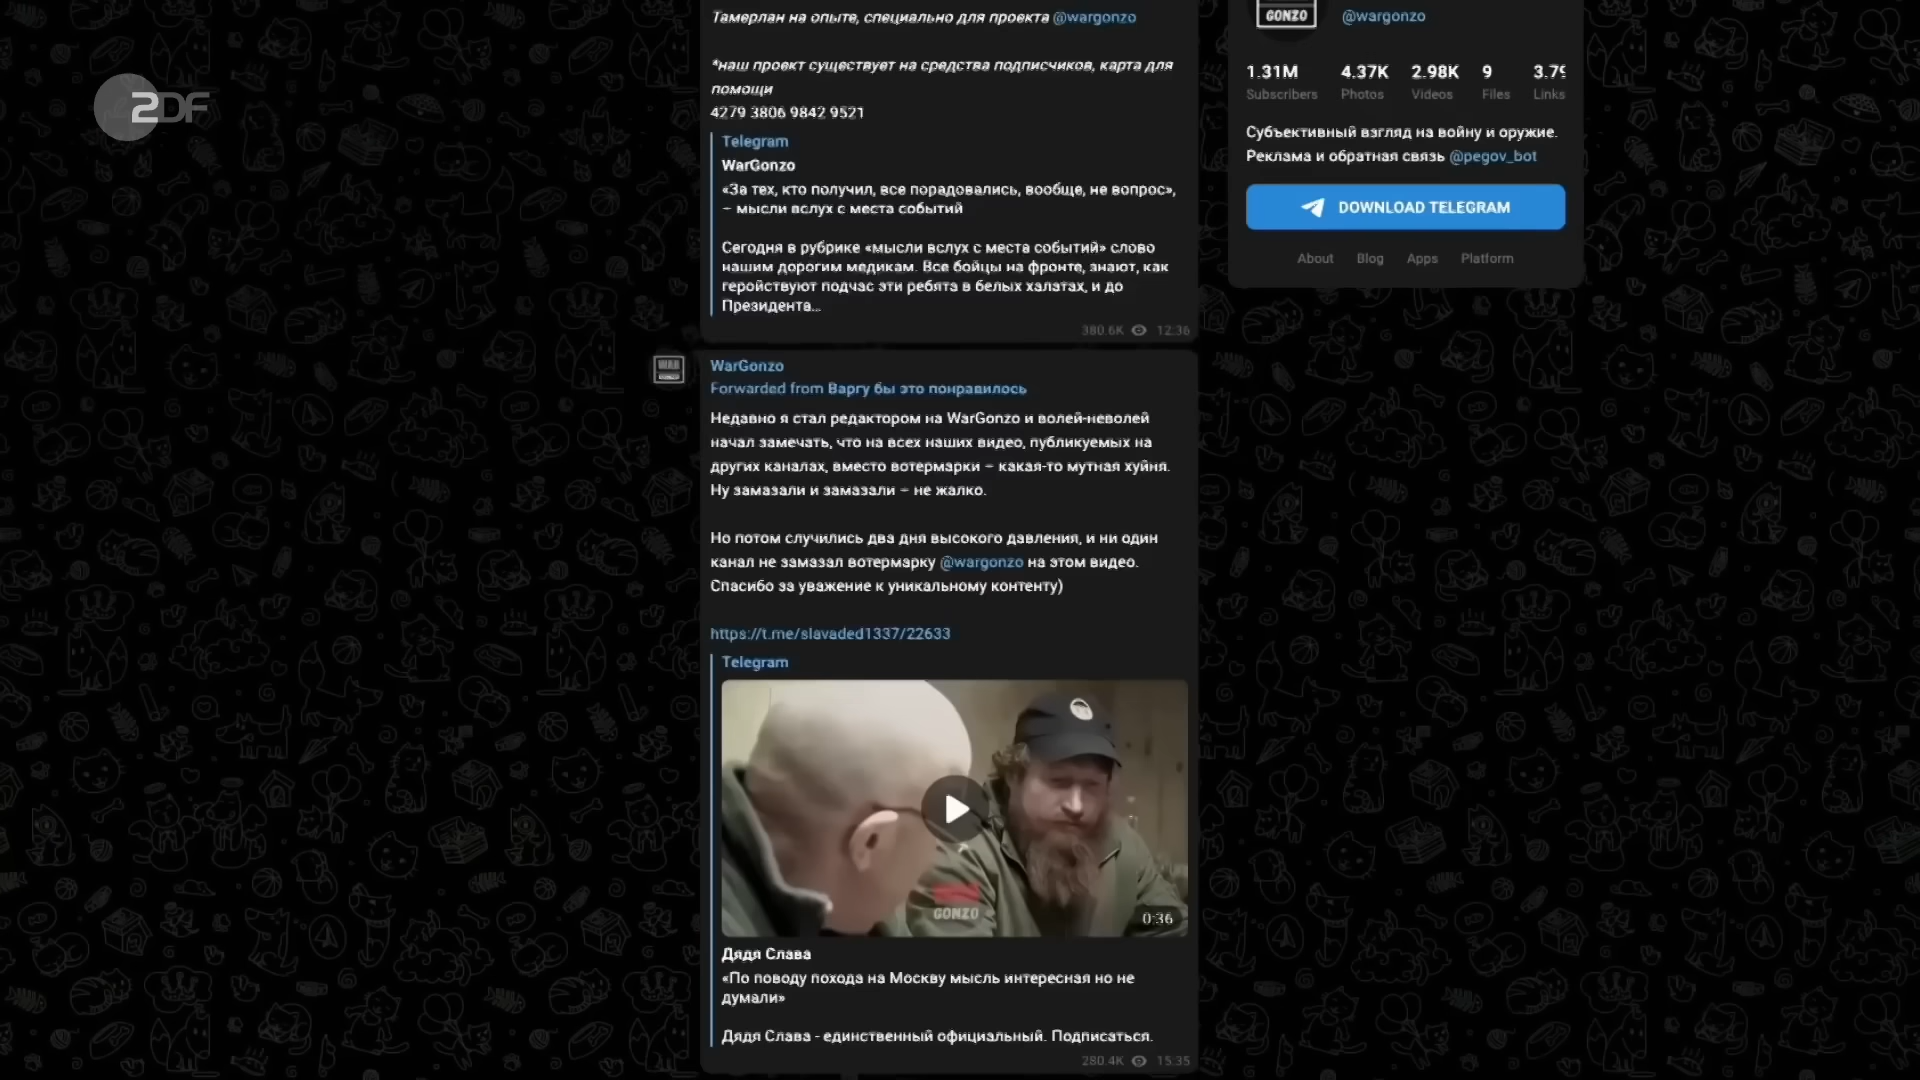 Тамерлан на опыте, специально для проекта @wargonzo
*наш проект существует на средства подписчиков, карта для
помощи
4279 3806 9842 9521
Telegram
WarGonzo
«За тех, кто получил, все порадовались, вообще, не вопрос»,
– мысли вслух с места событий
Сегодня в рубрике «мысли вслух с места событий» слово
нашим дорогим медикам. Все бойцы на фронте, знают, как
геройствуют подчас эти ребята в белых халатах, и до
Президента...
380.6K 12:36
WarGonzo
Forwarded from Варгу бы это понравилось
Недавно я стал редактором на WarGonzo и волей-неволей
начал замечать, что на всех наших видео, публикуемых на
других каналах, вместо вотермарки – какая-то мутная хуйня.
Ну замазали и замазали – не жалко.
Но потом случились два дня высокого давления, и ни один
канал не замазал вотермарку @wargonzo на этом видео.
Спасибо за уважение к уникальному контенту)
https://t.me/slavaded1337/22633
Telegram
GONZO
0:36
Дядя Слава
«По поводу похода на Москву мысль интересная но не
думали»
Дядя Слава - единственный официальный. Подписаться.
280.4K 15:35
GONZO
@wargonzo
1.31M 4.37K 2.98K 9 3.79
Subscribers Photos Videos Files Links
Субъективный взгляд на войну и оружие.
Реклама и обратная связь @pegov_bot
DOWNLOAD TELEGRAM
About Blog Apps Platform
WAR
GONZO
ZDF